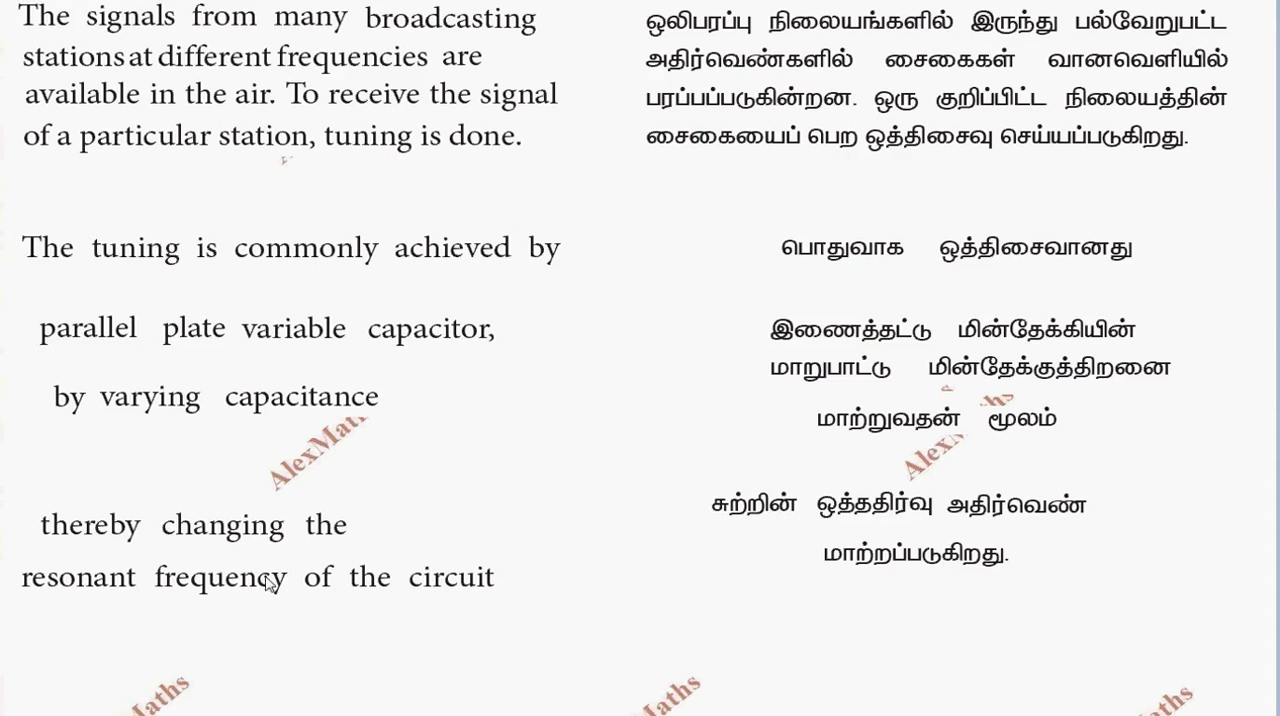 The signals from many broadcasting
stations at different frequencies are
available in the air. To receive the signal
of a particular station, tuning is done.
The tuning is commonly achieved by
parallel plate variable capacitor,
by varying capacitance
thereby changing the
resonant frequency of the circuit
ஒலிபரப்பு நிலையங்களில் இருந்து பல்வேறுபட்ட
அதிர்வெண்களில் சைகைகள் வானவெளியில்
பரப்பப்படுகின்றன. ஒரு குறிப்பிட்ட நிலையத்தின்
சைகையைப் பெற ஒத்திசைவு செய்யப்படுகிறது.
பொதுவாக ஒத்திசைவானது
இணைத்தட்டு மின்தேக்கியின்
மாறுபாட்டு மின்தேக்குத்திறனை
மாற்றுவதன் மூலம்
சுற்றின் ஒத்ததிர்வு அதிர்வெண்
மாற்றப்படுகிறது.